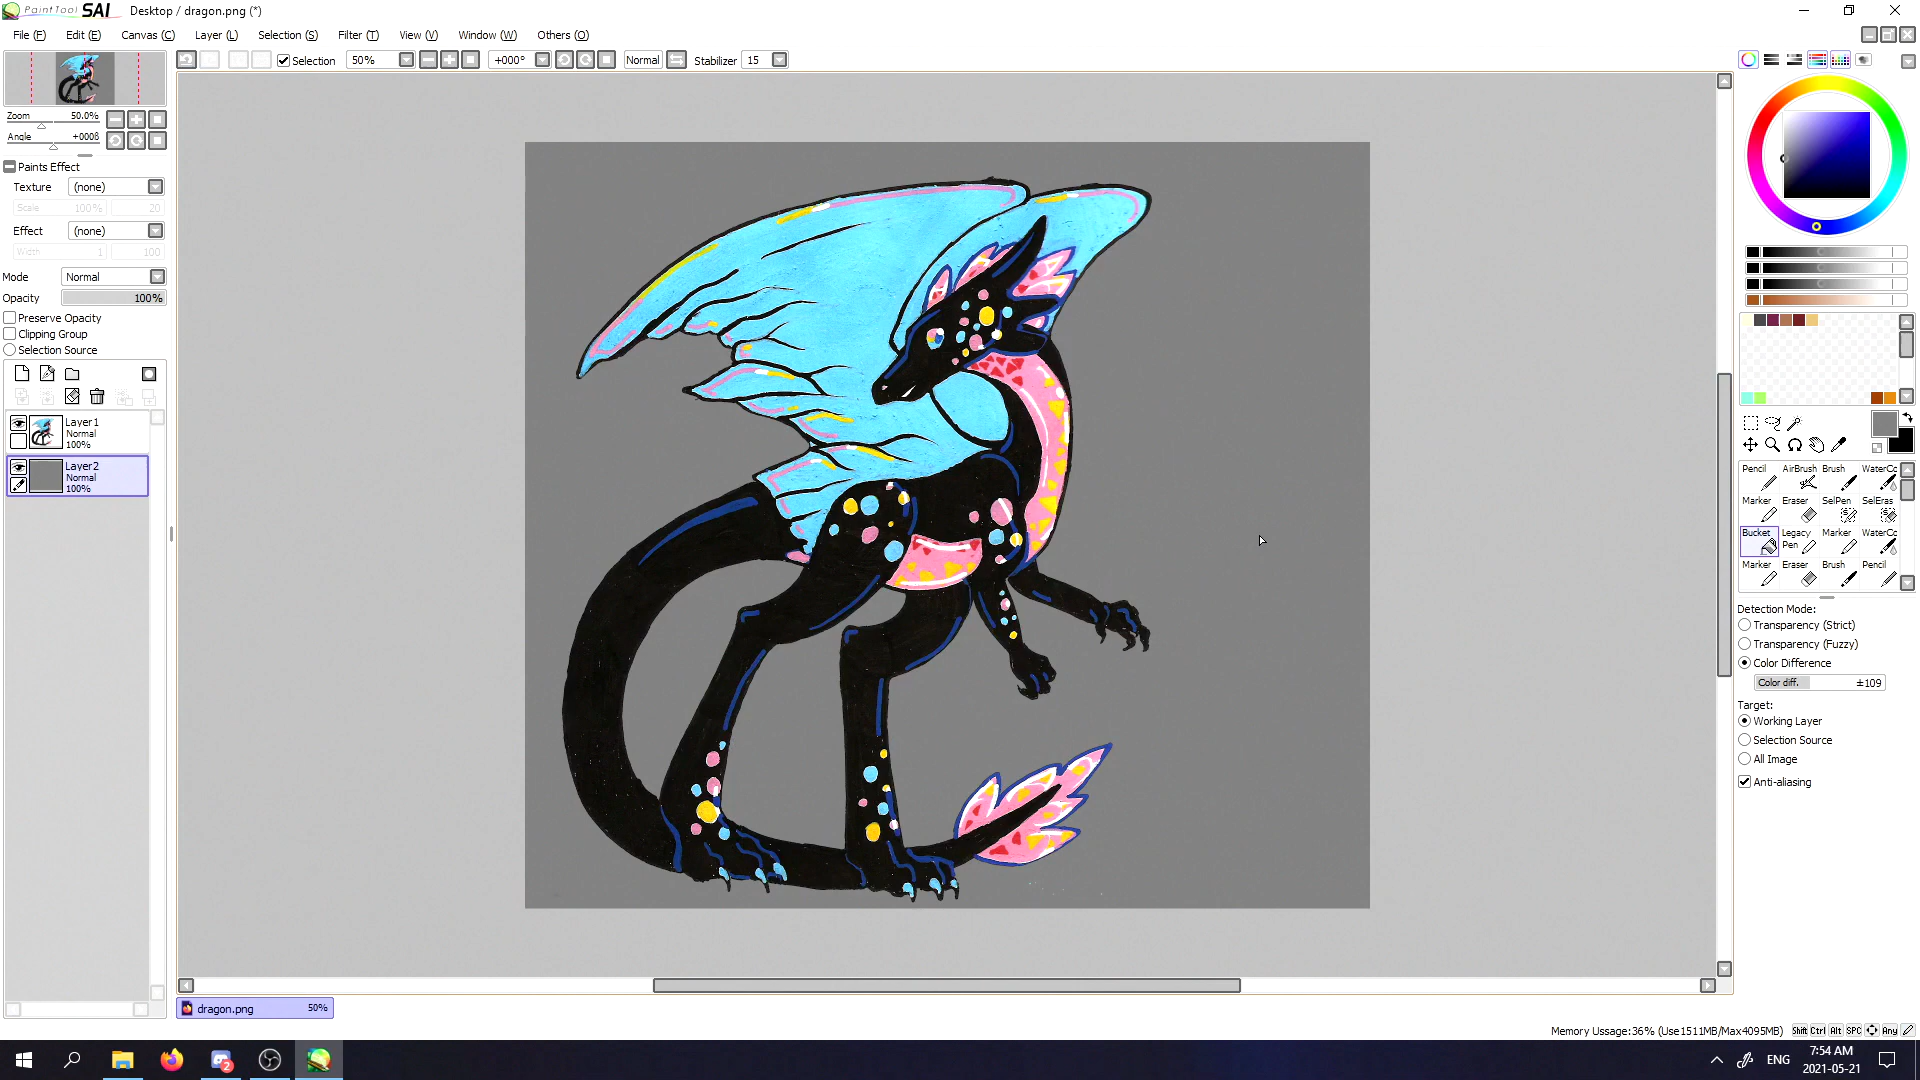 PaintTool SAI Desktop / dragon.png (*)
File (F) Edit (E) Canvas (C) Layer (L) Selection (S) Filter (T) View (V) Window (W) Others (O)
Selection 50% +000° Normal Stabilizer 15
Zoom 50.0%
Angle +000ß
Paints Effect
Texture (none)
Scale 100% 20
Effect (none)
Width 1 100
Mode Normal
Opacity 100%
Preserve Opacity
Clipping Group
Selection Source
Layer1
Normal
100%
Layer2
Normal
100%
Pencil AirBrush Brush WaterCo
Marker Eraser SelPen SelEras
Bucket Legacy Pen Marker WaterCo
Marker Eraser Brush Pencil
Detection Mode:
Transparency (Strict)
Transparency (Fuzzy)
Color Difference
Color diff. ±109
Target:
Working Layer
Selection Source
All Image
Anti-aliasing
dragon.png 50%
Memory Ussage:36% (Use1511MB/Max4095MB) Shift Ctrl Alt SPC Any
2
ENG
7:54 AM
2021-05-21